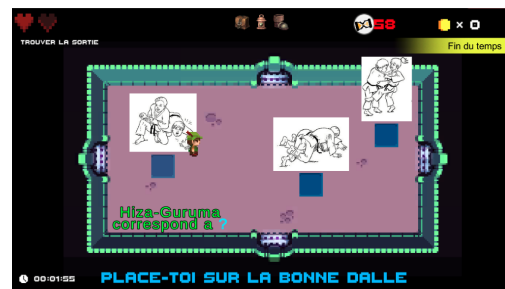 58
× 0
TROUVER LA SORTIE
Fin du temps
Hiza-Guruma
correspond a ?
00:01:55
PLACE-TOI SUR LA BONNE DALLE